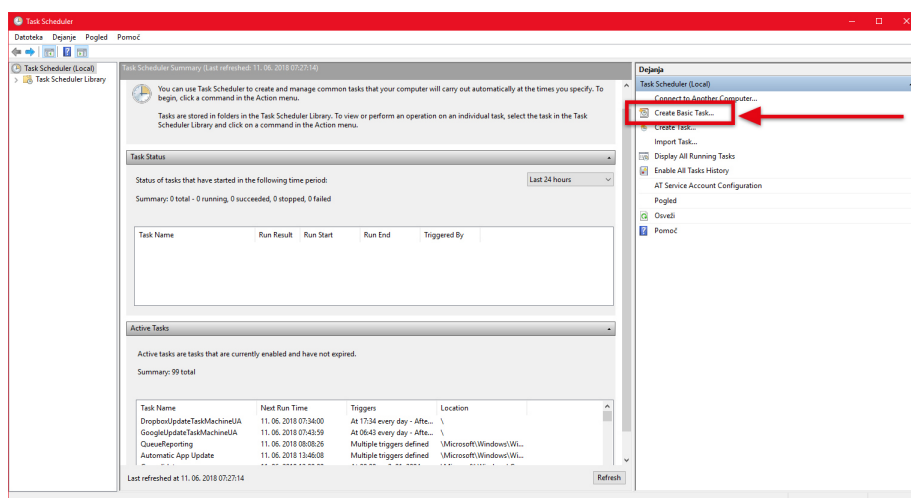 Task Scheduler
Datoteka Dejanje Pogled Pomoč
Task Scheduler (Local)
Task Scheduler Library
Task Scheduler Summary (Last refreshed: 11. 06. 2018 07:27:14)
You can use Task Scheduler to create and manage common tasks that your computer will carry out automatically at the times you specify. To
begin, click a command in the Action menu.
Tasks are stored in folders in the Task Scheduler Library. To view or perform an operation on an individual task, select the task in the Task
Scheduler Library and click on a command in the Action menu.
Task Status
Status of tasks that have started in the following time period:
Last 24 hours
Summary: 0 total - 0 running, 0 succeeded, 0 stopped, 0 failed
Task Name Run Result Run Start Run End Triggered By
Active Tasks
Active tasks are tasks that are currently enabled and have not expired.
Summary: 99 total
Task Name Next Run Time Triggers Location
DropboxUpdateTaskMachineUA 11. 06. 2018 07:34:00 At 17:34 every day - Afte... \
GoogleUpdateTaskMachineUA 11. 06. 2018 07:43:59 At 06:43 every day - Afte... \
QueueReporting 11. 06. 2018 08:08:26 Multiple triggers defined \Microsoft\Windows\Wi...
Automatic App Update 11. 06. 2018 13:46:08 Multiple triggers defined \Microsoft\Windows\Wi...
Last refreshed at 11. 06. 2018 07:27:14
Refresh
Dejanja
Task Scheduler (Local)
Connect to Another Computer...
Create Basic Task...
Create Task...
Import Task...
Display All Running Tasks
Enable All Tasks History
AT Service Account Configuration
Pogled
Osveži
Pomoč